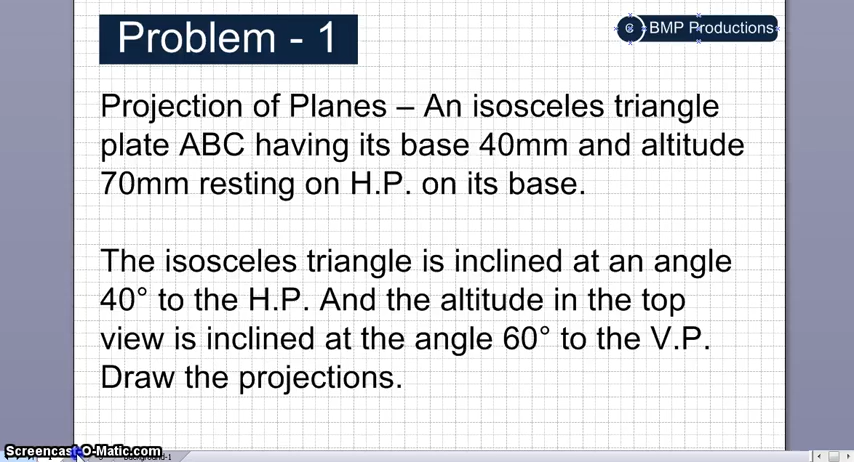 Problem - 1
© BMP Productions
Projection of Planes – An isosceles triangle
plate ABC having its base 40mm and altitude
70mm resting on H.P. on its base.
The isosceles triangle is inclined at an angle
40° to the H.P. And the altitude in the top
view is inclined at the angle 60° to the V.P.
Draw the projections.
Screencast-O-Matic.com
Background-1